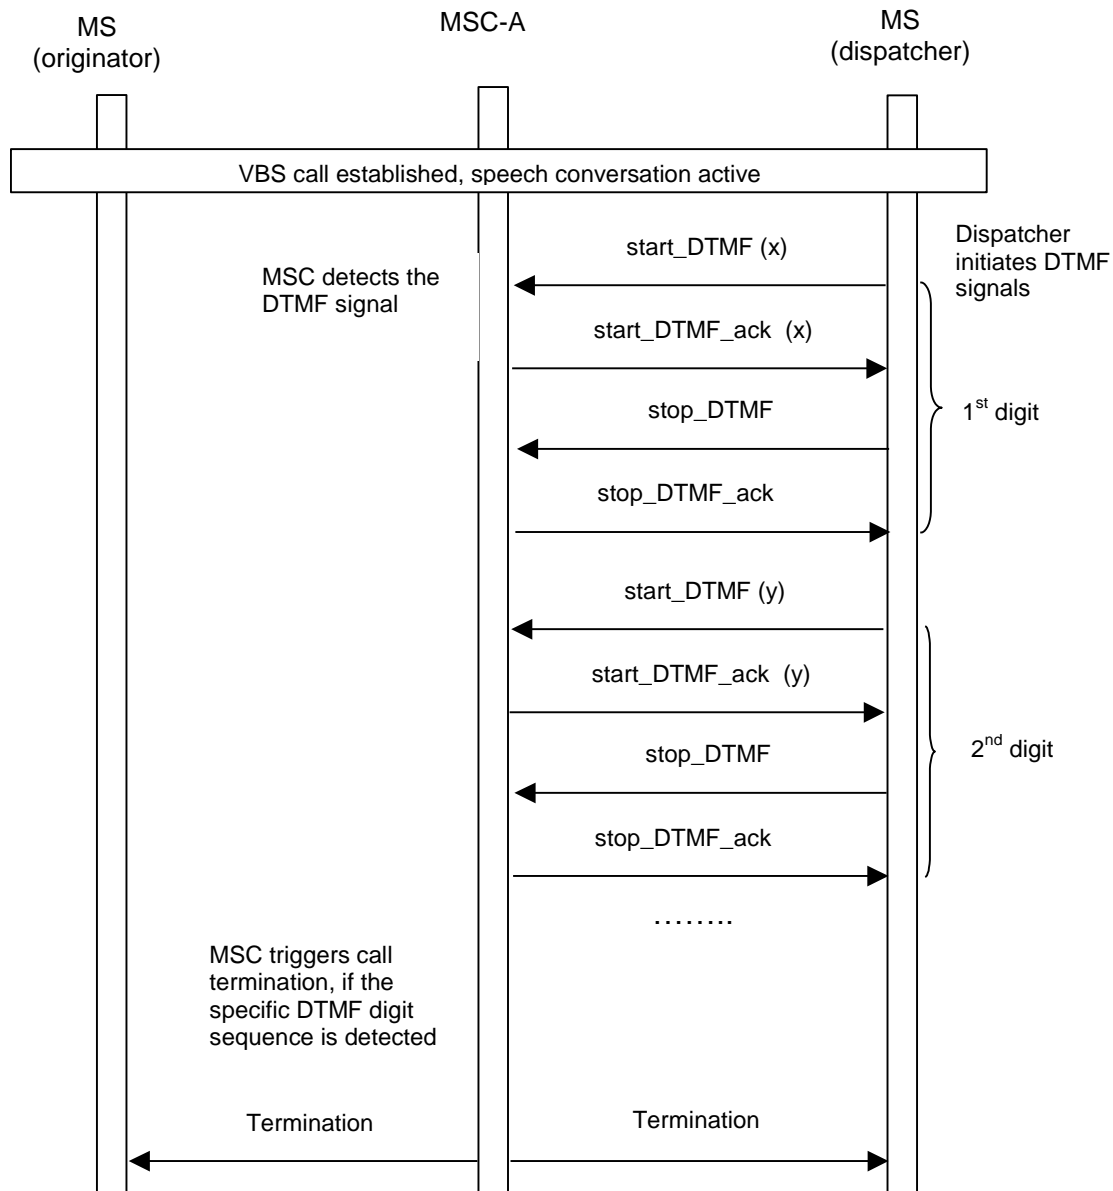 MS
(originator)
MSC-A
MS
(dispatcher)
VBS call established, speech conversation active
start_DTMF (x)
Dispatcher
initiates DTMF
signals
MSC detects the
DTMF signal
start_DTMF_ack (x)
stop_DTMF
1st digit
stop_DTMF_ack
start_DTMF (y)
start_DTMF_ack (y)
stop_DTMF
2nd digit
stop_DTMF_ack
........
MSC triggers call
termination, if the
specific DTMF digit
sequence is detected
Termination
Termination